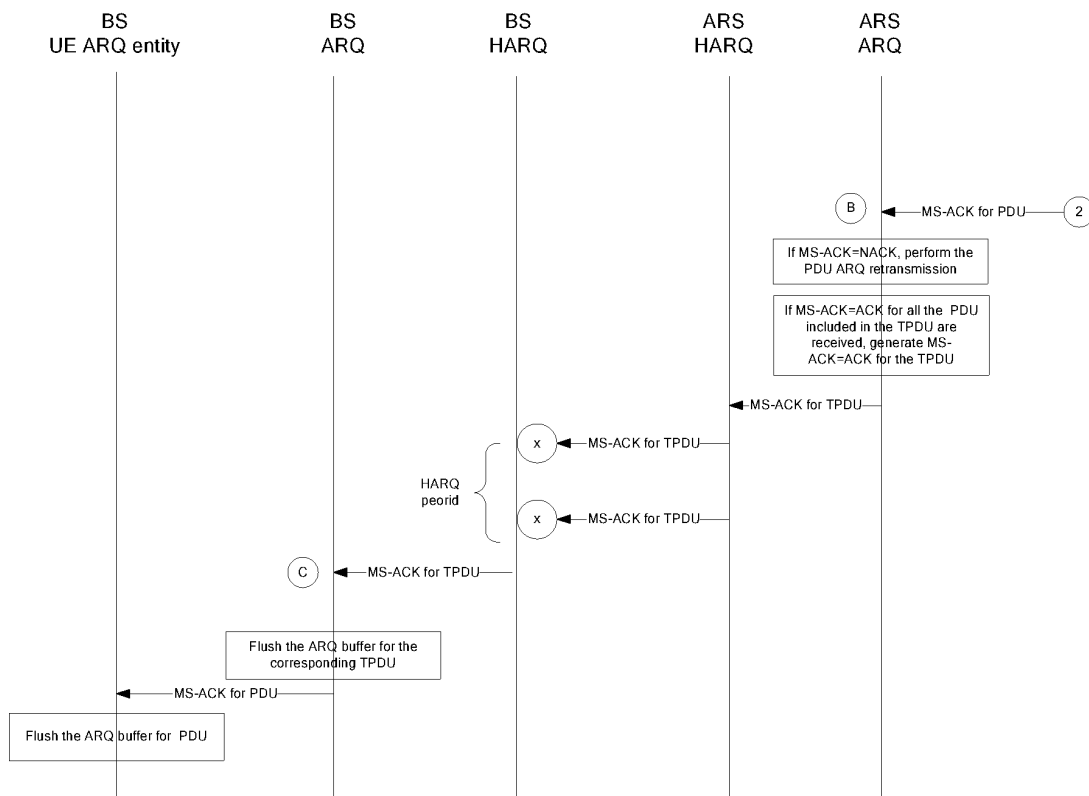 BS
UE ARQ entity
BS
ARQ
BS
HARQ
ARS
HARQ
ARS
ARQ
B
MS-ACK for PDU
2
If MS-ACK=NACK, perform the
PDU ARQ retransmission
If MS-ACK=ACK for all the PDU
included in the TPDU are
received, generate MS-
ACK=ACK for the TPDU
MS-ACK for TPDU
x
MS-ACK for TPDU
HARQ
peorid
x
MS-ACK for TPDU
C
MS-ACK for TPDU
Flush the ARQ buffer for the
corresponding TPDU
MS-ACK for PDU
Flush the ARQ buffer for PDU